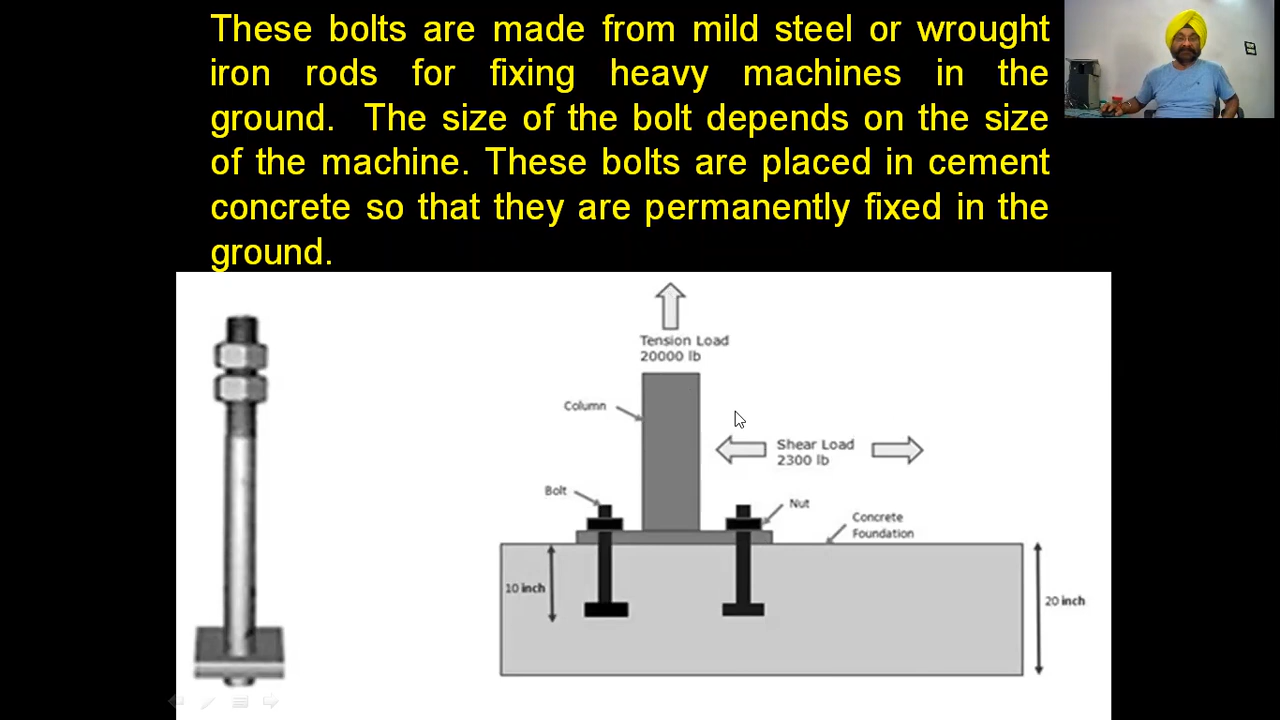 These bolts are made from mild steel or wrought
iron rods for fixing heavy machines in the
ground. The size of the bolt depends on the size
of the machine. These bolts are placed in cement
concrete so that they are permanently fixed in the
ground.
Tension Load
20000 lb
Column
Shear Load
2300 lb
Bolt
Nut
Concrete
Foundation
10 inch
20 inch